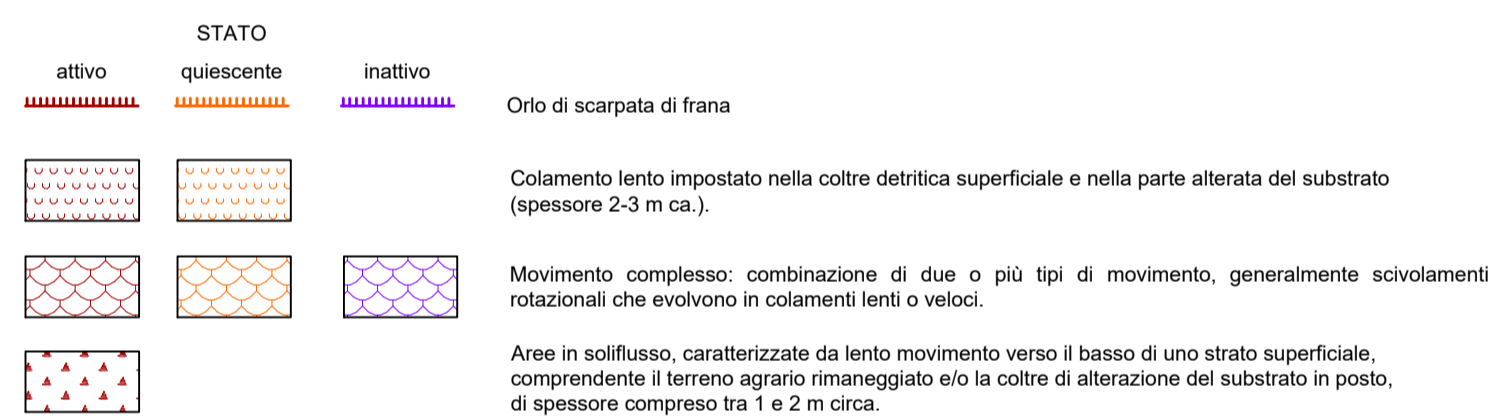 STATO
attivo quiescente inattivo
Orlo di scarpata di frana
Colamento lento impostato nella coltre detritica superficiale e nella parte alterata del substrato
(spessore 2-3 m ca.).
Movimento complesso: combinazione di due o più tipi di movimento, generalmente scivolamenti
rotazionali che evolvono in colamenti lenti o veloci.
Aree in soliflusso, caratterizzate da lento movimento verso il basso di uno strato superficiale,
comprendente il terreno agrario rimaneggiato e/o la coltre di alterazione del substrato in posto,
di spessore compreso tra 1 e 2 m circa.